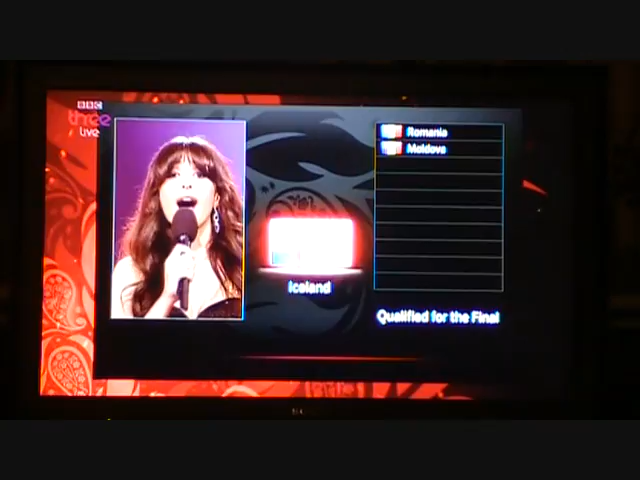 BBC
three
live
Romania
Moldova
Iceland
Qualified for the Final